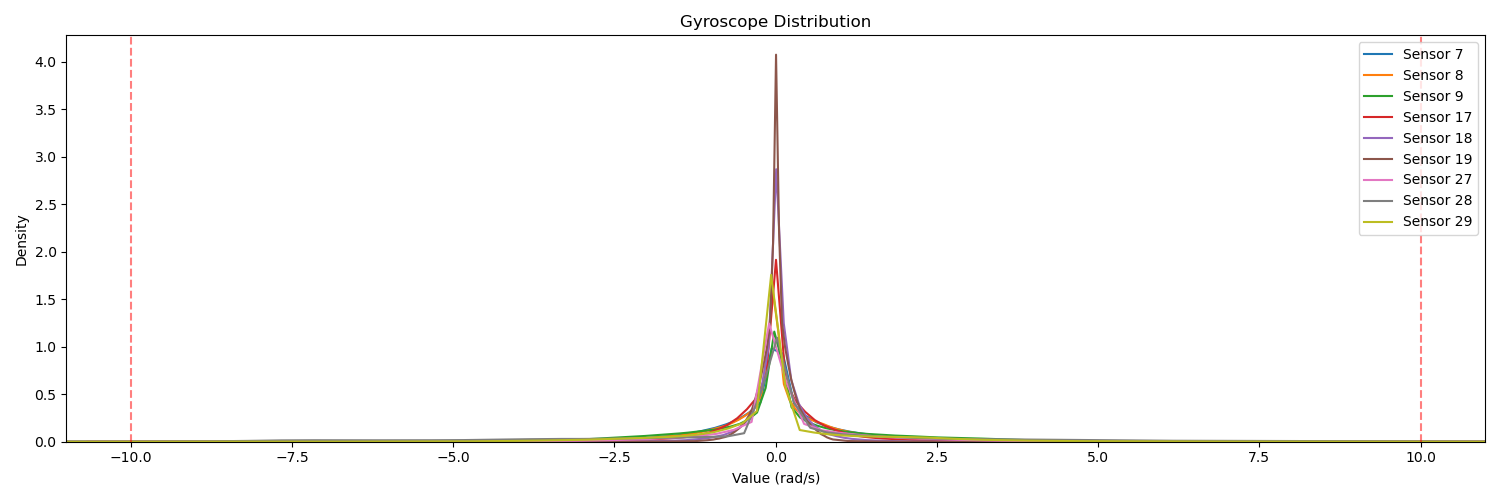 Gyroscope Distribution
Density
4.0
3.5
3.0
2.5
2.0
1.5
1.0
0.5
0.0
Sensor 7
Sensor 8
Sensor 9
Sensor 17
Sensor 18
Sensor 19
Sensor 27
Sensor 28
Sensor 29
−10.0 −7.5 −5.0 −2.5 0.0 2.5 5.0 7.5 10.0
Value (rad/s)